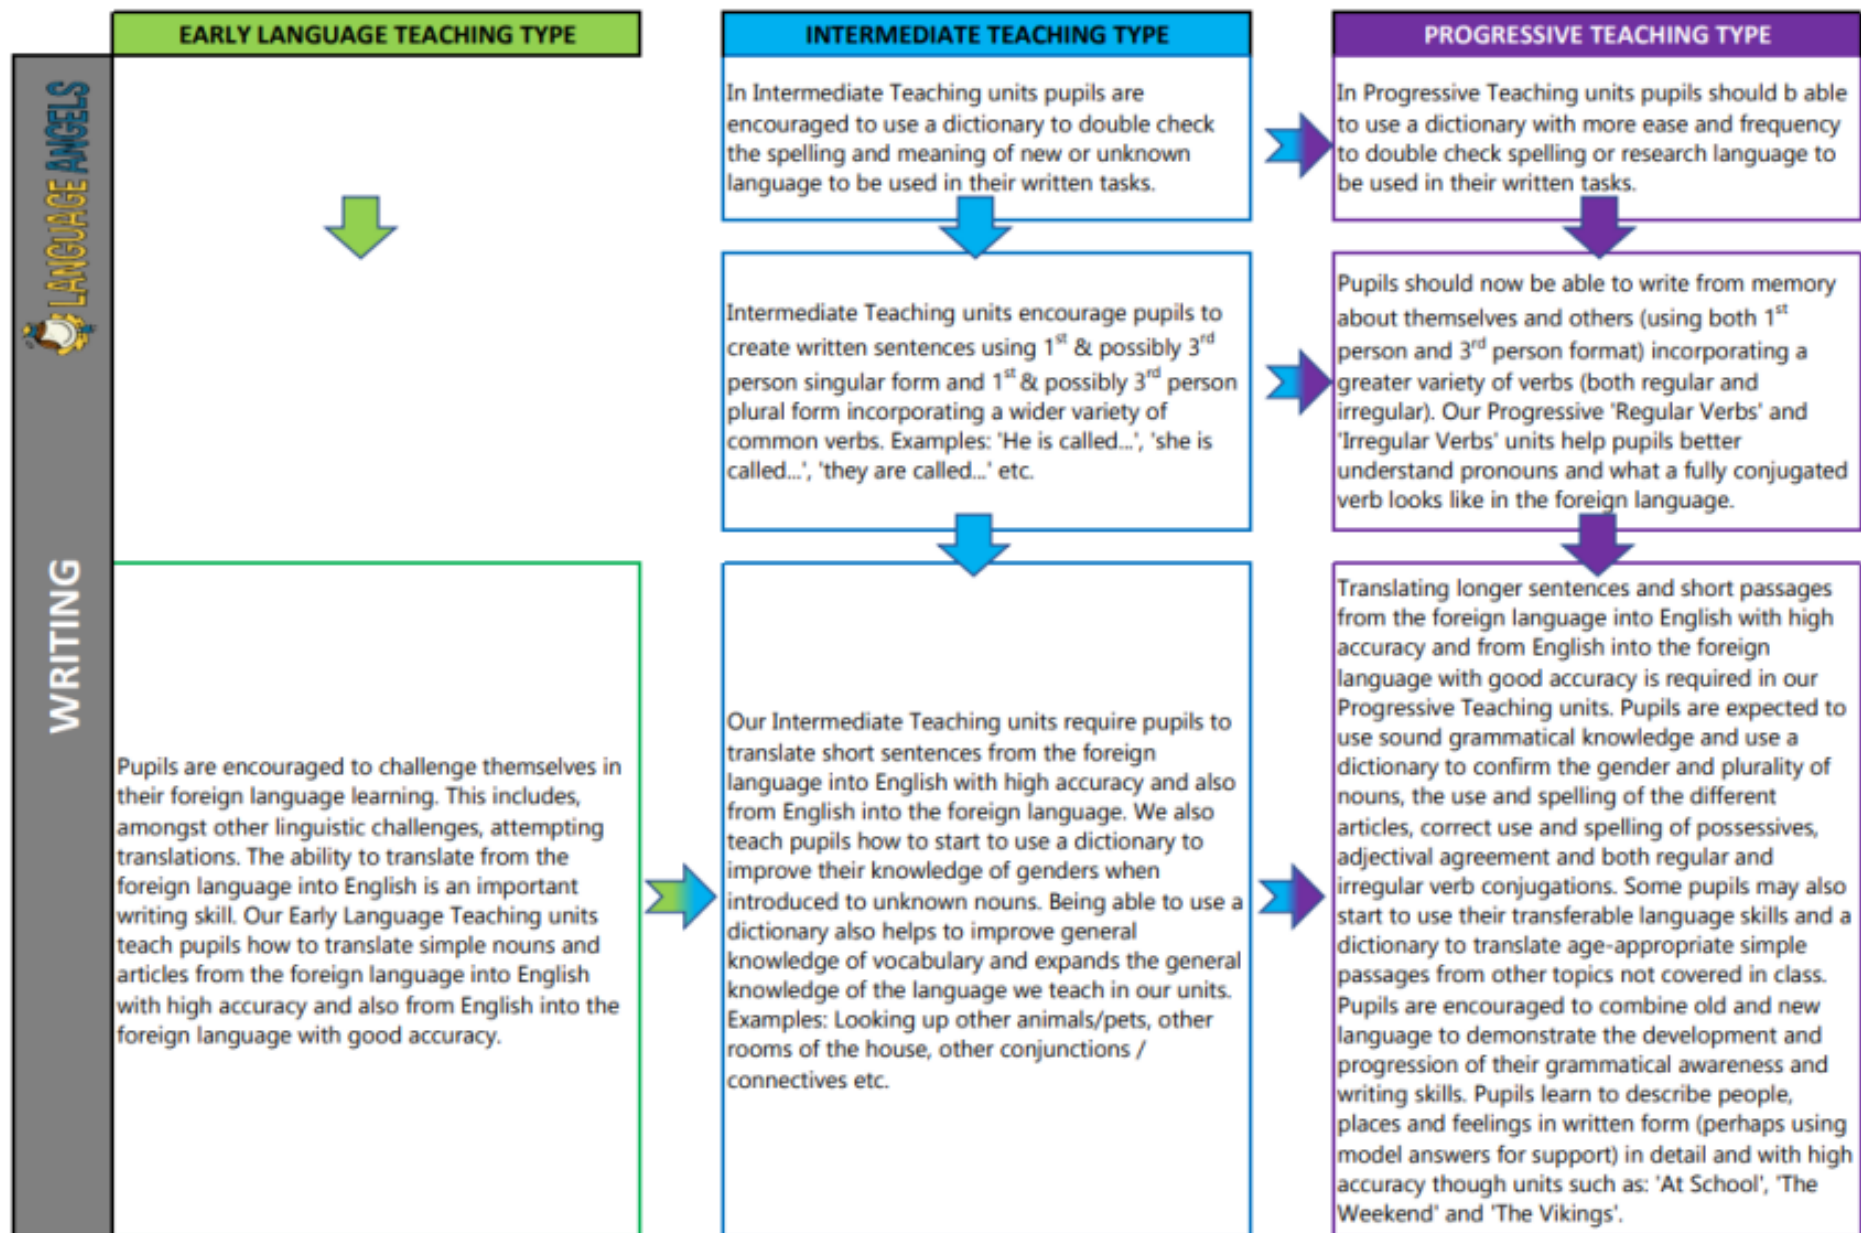 EARLY LANGUAGE TEACHING TYPE
INTERMEDIATE TEACHING TYPE
PROGRESSIVE TEACHING TYPE
LANGUAGE ANGELS
WRITING
In Intermediate Teaching units pupils are
encouraged to use a dictionary to double check
the spelling and meaning of new or unknown
language to be used in their written tasks.
In Progressive Teaching units pupils should b able
to use a dictionary with more ease and frequency
to double check spelling or research language to
be used in their written tasks.
Intermediate Teaching units encourage pupils to
create written sentences using 1st & possibly 3rd
person singular form and 1st & possibly 3rd person
plural form incorporating a wider variety of
common verbs. Examples: 'He is called...', 'she is
called...', 'they are called...' etc.
Pupils should now be able to write from memory
about themselves and others (using both 1st
person and 3rd person format) incorporating a
greater variety of verbs (both regular and
irregular). Our Progressive 'Regular Verbs' and
'Irregular Verbs' units help pupils better
understand pronouns and what a fully conjugated
verb looks like in the foreign language.
Pupils are encouraged to challenge themselves in
their foreign language learning. This includes,
amongst other linguistic challenges, attempting
translations. The ability to translate from the
foreign language into English is an important
writing skill. Our Early Language Teaching units
teach pupils how to translate simple nouns and
articles from the foreign language into English
with high accuracy and also from English into the
foreign language with good accuracy.
Our Intermediate Teaching units require pupils to
translate short sentences from the foreign
language into English with high accuracy and also
from English into the foreign language. We also
teach pupils how to start to use a dictionary to
improve their knowledge of genders when
introduced to unknown nouns. Being able to use a
dictionary also helps to improve general
knowledge of vocabulary and expands the general
knowledge of the language we teach in our units.
Examples: Looking up other animals/pets, other
rooms of the house, other conjunctions /
connectives etc.
Translating longer sentences and short passages
from the foreign language into English with high
accuracy and from English into the foreign
language with good accuracy is required in our
Progressive Teaching units. Pupils are expected to
use sound grammatical knowledge and use a
dictionary to confirm the gender and plurality of
nouns, the use and spelling of the different
articles, correct use and spelling of possessives,
adjectival agreement and both regular and
irregular verb conjugations. Some pupils may also
start to use their transferable language skills and a
dictionary to translate age-appropriate simple
passages from other topics not covered in class.
Pupils are encouraged to combine old and new
language to demonstrate the development and
progression of their grammatical awareness and
writing skills. Pupils learn to describe people,
places and feelings in written form (perhaps using
model answers for support) in detail and with high
accuracy though units such as: 'At School', 'The
Weekend' and 'The Vikings'.